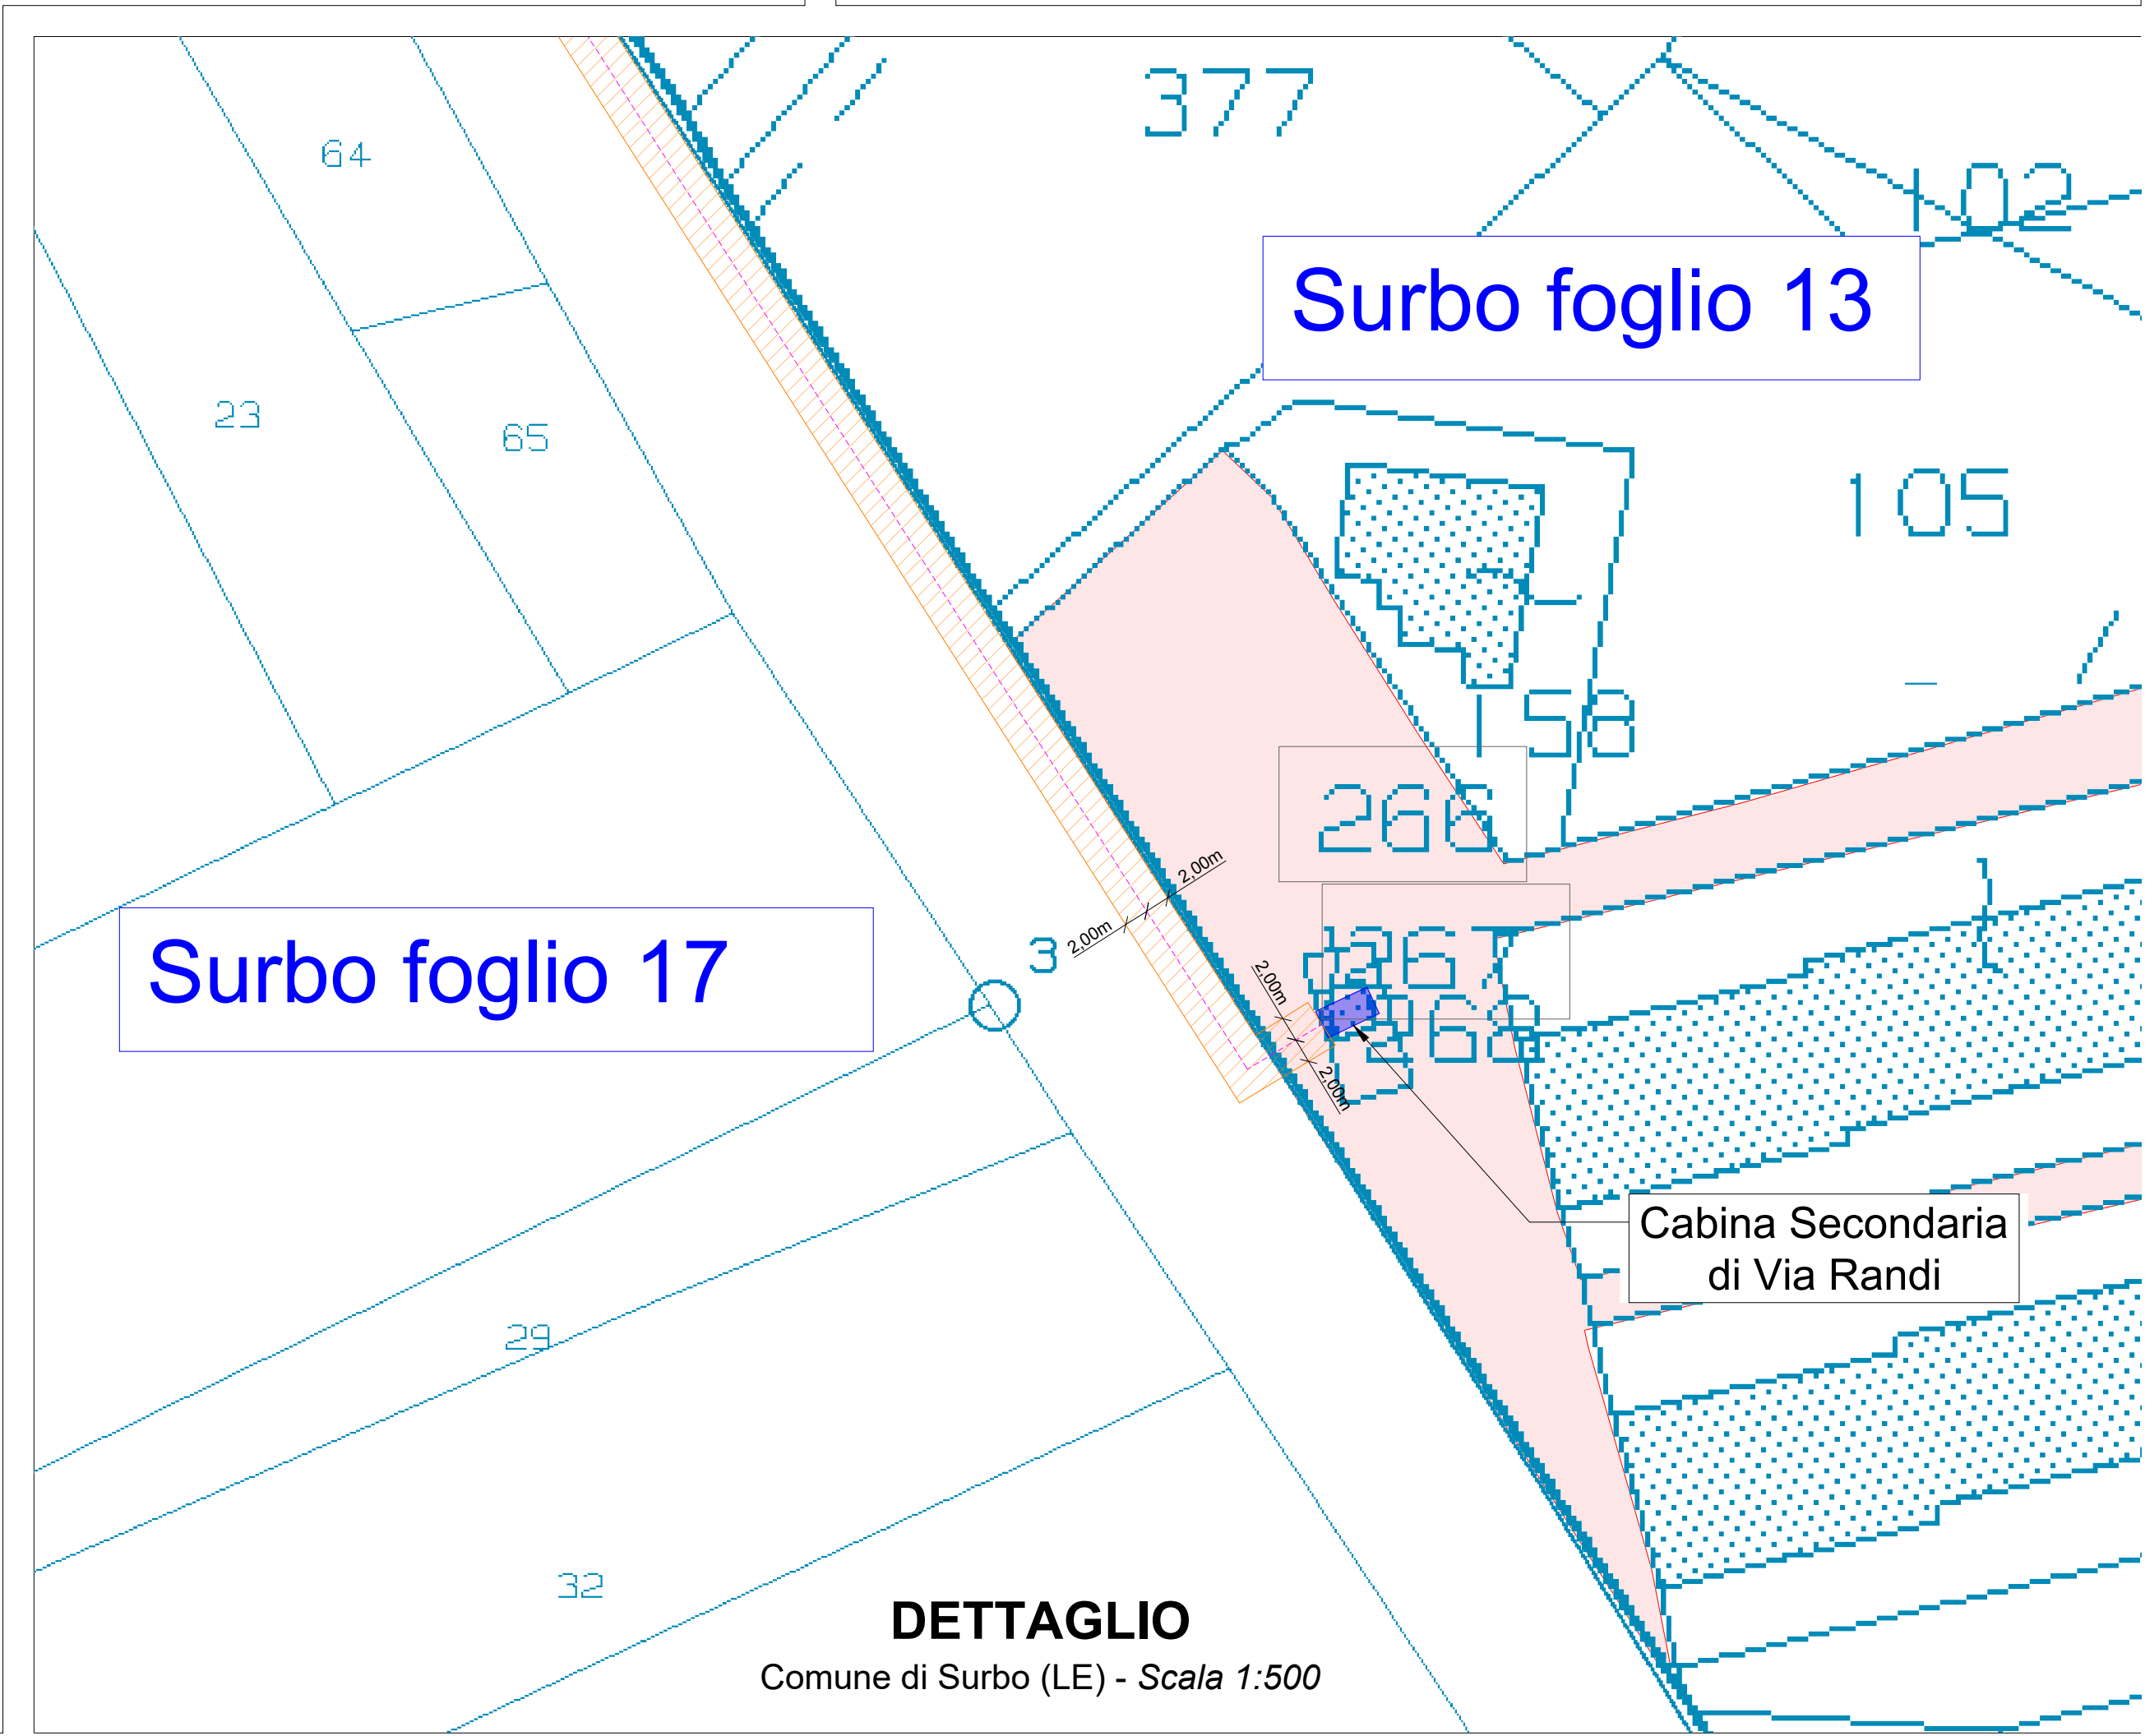 377
64
102
Surbo foglio 13
23
65
105
158
266
2,00m
2,00m
3
Surbo foglio 17
267
2,00m
268
2,00m
Cabina Secondaria
di Via Randi
29
32
DETTAGLIO
Comune di Surbo (LE) - Scala 1:500